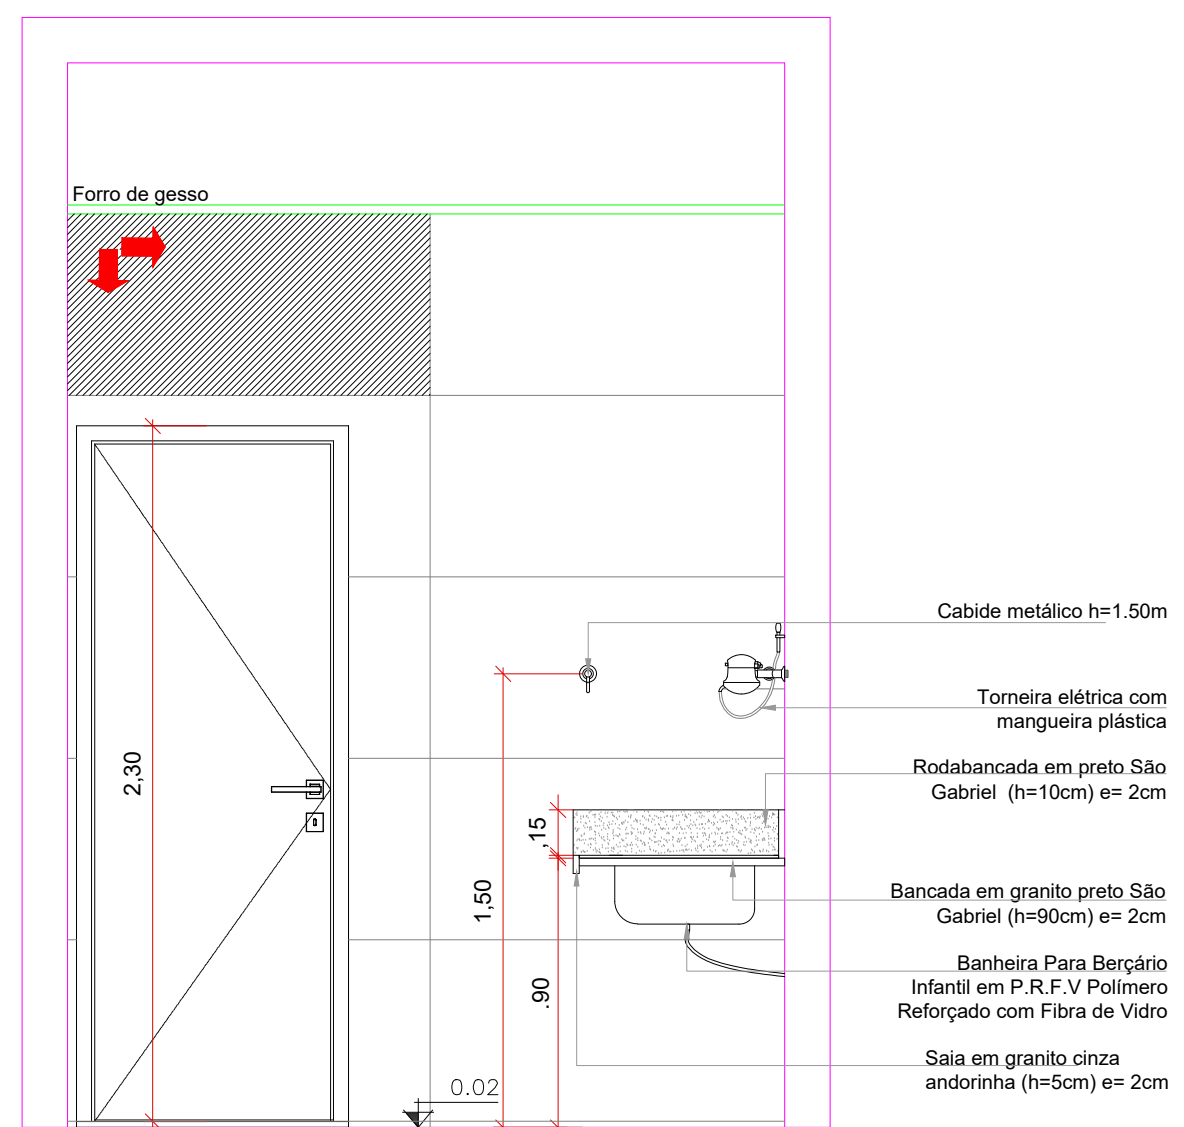 Forro de gesso
Cabide metálico h=1.50m
Torneira elétrica com
mangueira plástica
2,30
Rodabancada em preto São
Gabriel (h=10cm) e= 2cm
,15
1,50
Bancada em granito preto São
Gabriel (h=90cm) e= 2cm
.90
Banheira Para Berçário
Infantil em P.R.F.V Polímero
Reforçado com Fibra de Vidro
Saia em granito cinza
andorinha (h=5cm) e= 2cm
0.02